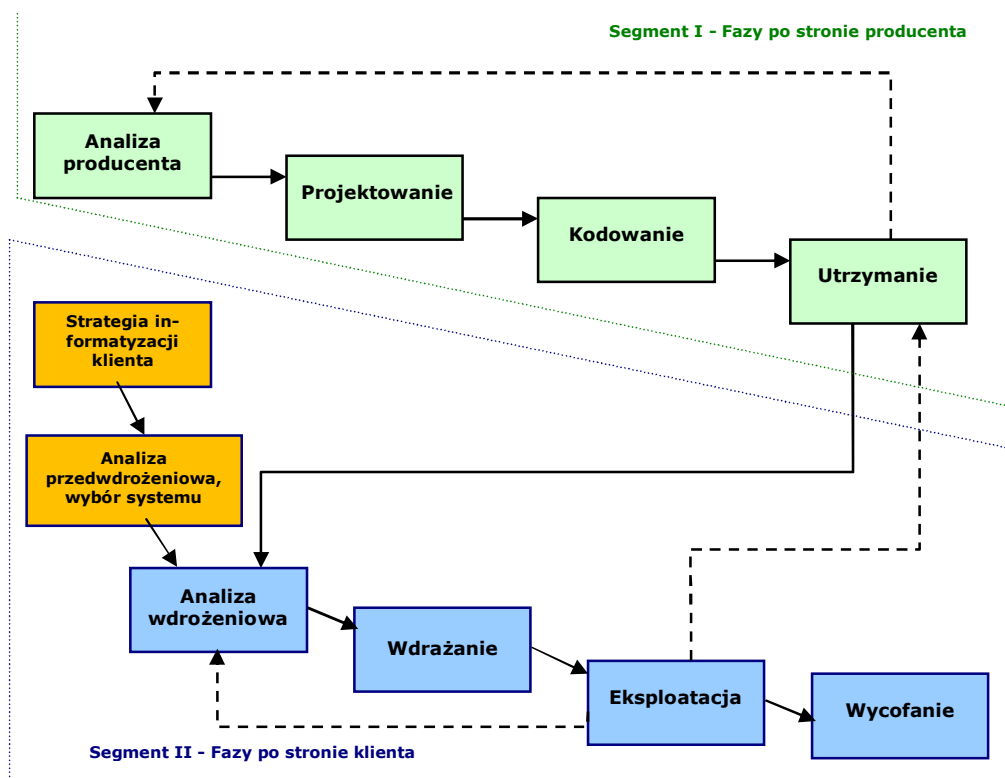 Segment I - Fazy po stronie producenta
Analiza
producenta
Projektowanie
Kodowanie
Utrzymanie
Strategia in-
formatyzacji
klienta
Analiza
przedwdrożeniowa,
wybór systemu
Analiza
wdrożeniowa
Wdrażanie
Eksploatacja
Wycofanie
Segment II - Fazy po stronie klienta